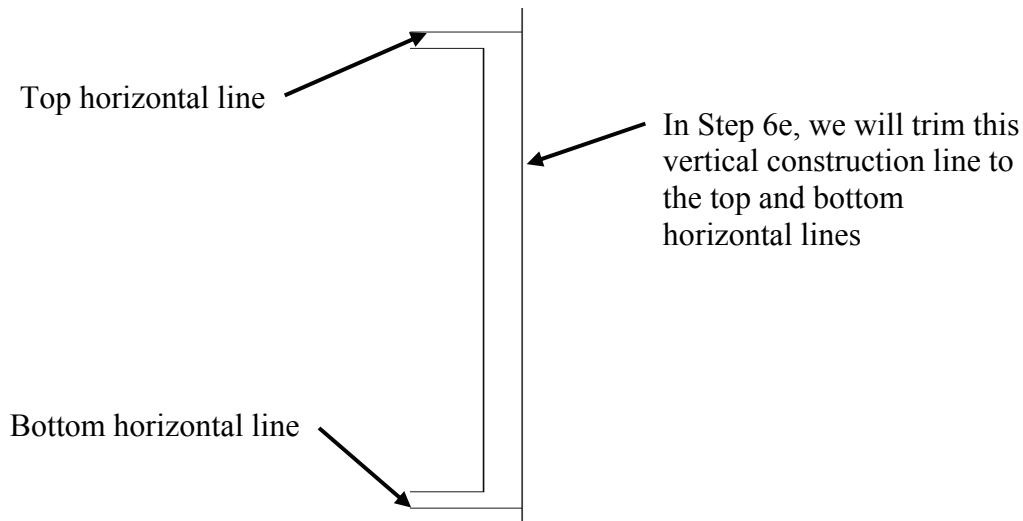 Top horizontal line
In Step 6e, we will trim this
vertical construction line to
the top and bottom
horizontal lines
Bottom horizontal line